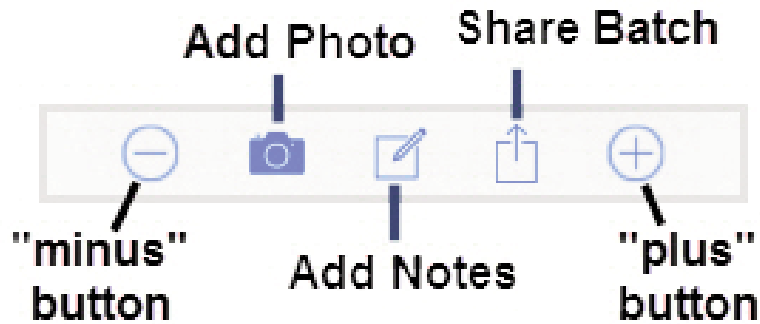 Add Photo
Share Batch
"minus"
button
Add Notes
"plus"
button